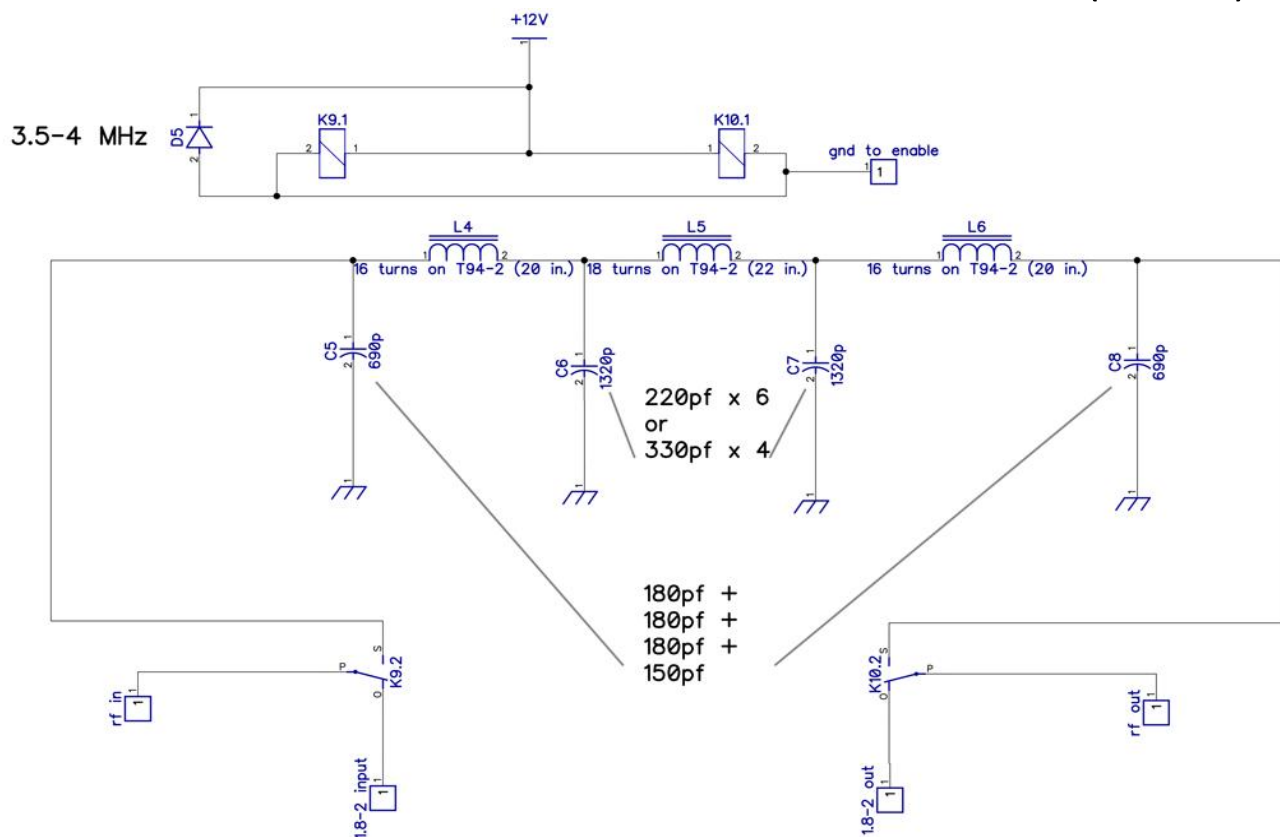 +12V
1
3.5-4 MHz
1
D5
2
K9.1
2
1
K10.1
1
2
gnd to enable
1
1
L4
1
2
16 turns on T94-2 (20 in.)
L5
1
2
18 turns on T94-2 (22 in.)
L6
1
2
16 turns on T94-2 (20 in.)
1
C5
690p
2
1
C6
1320p
2
1
C7
1320p
2
1
C8
690p
2
220pf x 6
or
330pf x 4
1
1
1
1
180pf +
180pf +
180pf +
150pf
S
P
K9.2
O
rf in
1
1
1.8-2 input
1
1
S
P
K10.2
O
rf out
1
1
1.8-2 out
1
1